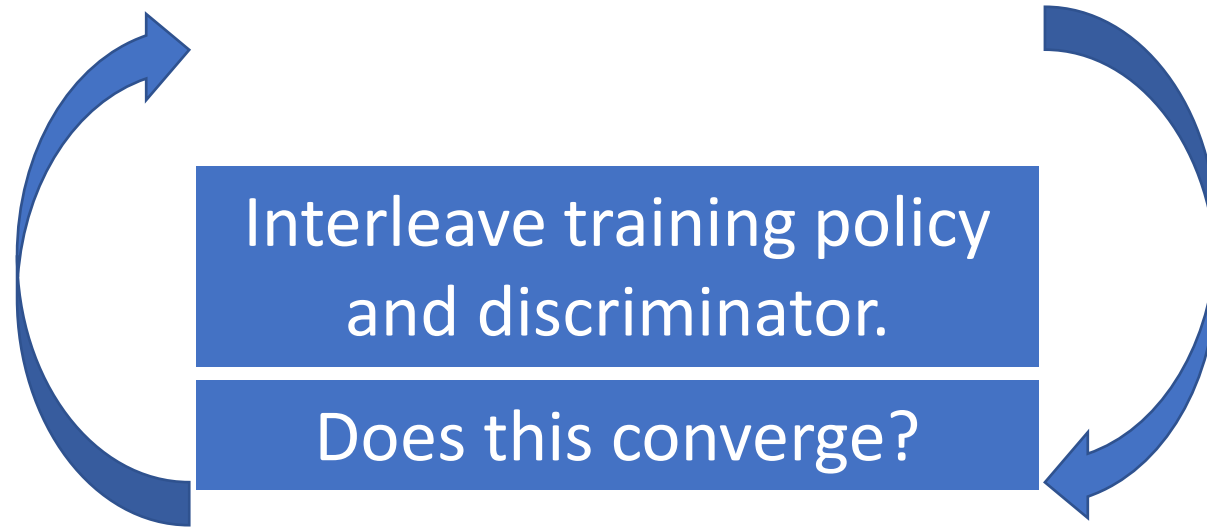 Interleave training policy
and discriminator.
Does this converge?